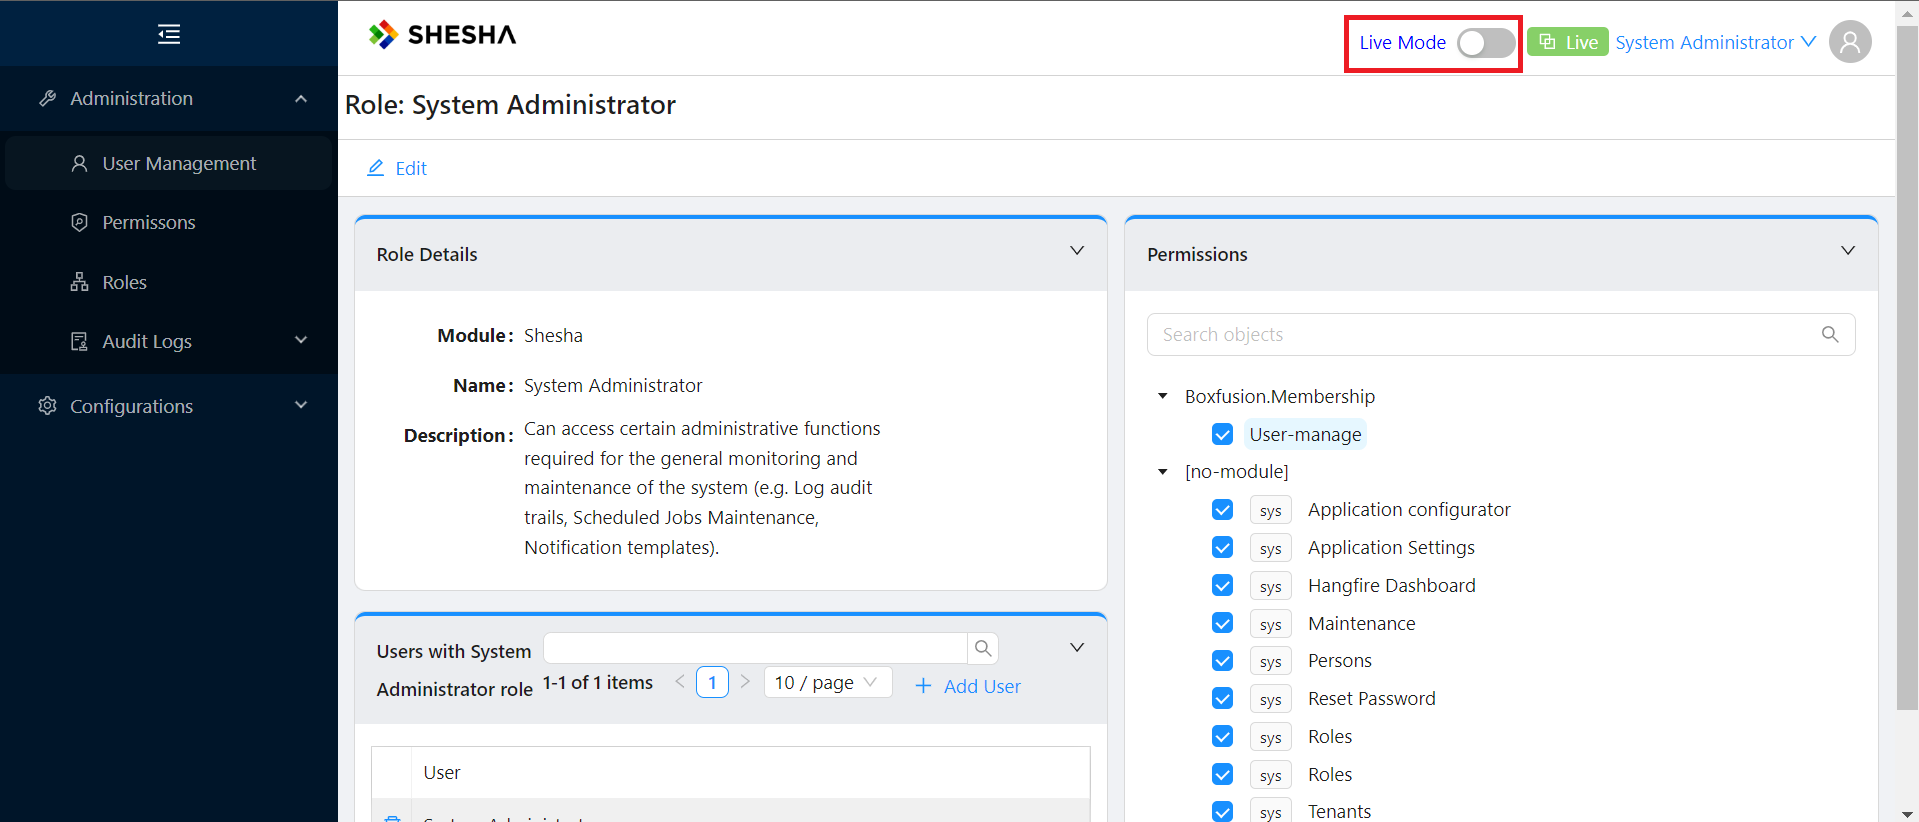 SHESHA
Live Mode
Live
System Administrator
Administration
User Management
Permissons
Roles
Audit Logs
Configurations
Role: System Administrator
Edit
Role Details
Module:
Shesha
Name:
System Administrator
Description:
Can access certain administrative functions
required for the general monitoring and
maintenance of the system (e.g. Log audit
trails, Scheduled Jobs Maintenance,
Notification templates).
Users with System
Administrator role
1-1 of 1 items
1
10 / page
Add User
User
System Administrator
Permissions
Search objects
Boxfusion.Membership
User-manage
[no-module]
sys Application configurator
sys Application Settings
sys Hangfire Dashboard
sys Maintenance
sys Persons
sys Reset Password
sys Roles
sys Roles
sys Tenants